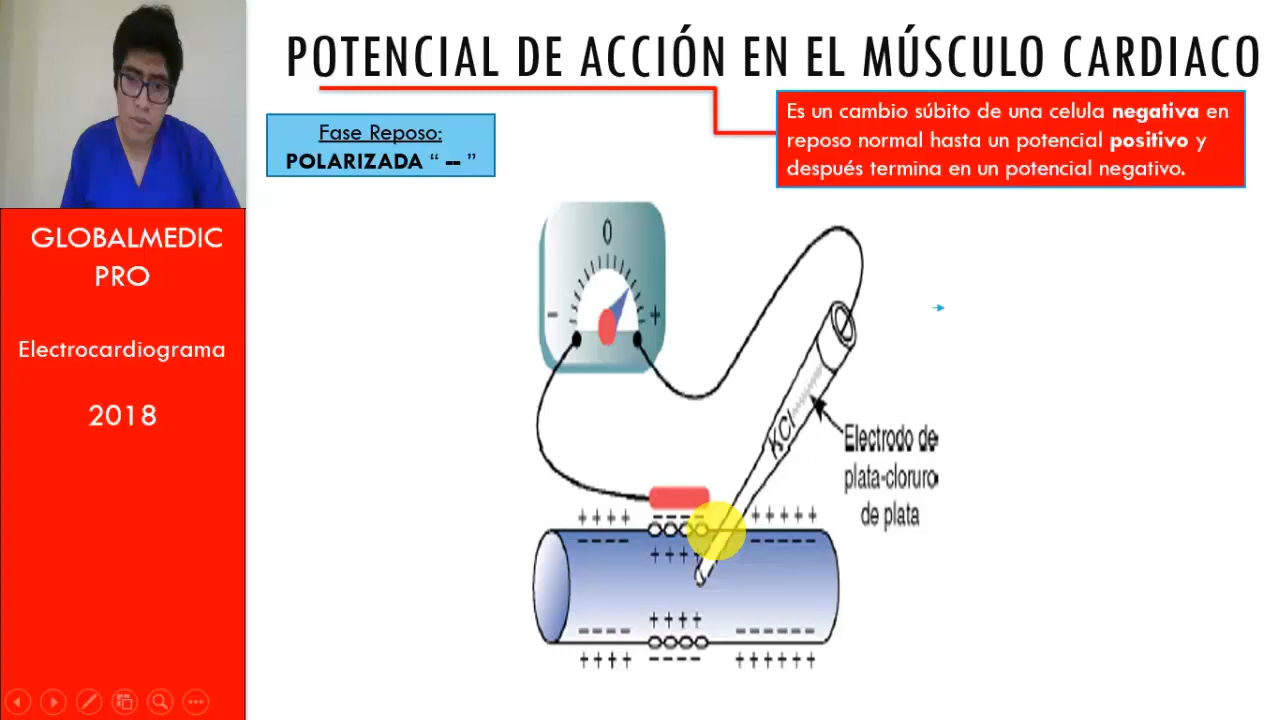 POTENCIAL DE ACCIÓN EN EL MÚSCULO CARDIACO
Es un cambio súbito de una celula negativa en
reposo normal hasta un potencial positivo y
después termina en un potencial negativo.
Fase Reposo:
POLARIZADA “ -- ”
GLOBALMEDIC
PRO
Electrocardiograma
2018
0
− +
KCl
Electrodo de
plata-cloruro
de plata
++++ ---- +++++
---- ++++ -----
---- ++++ -----
++++ ---- ++++++